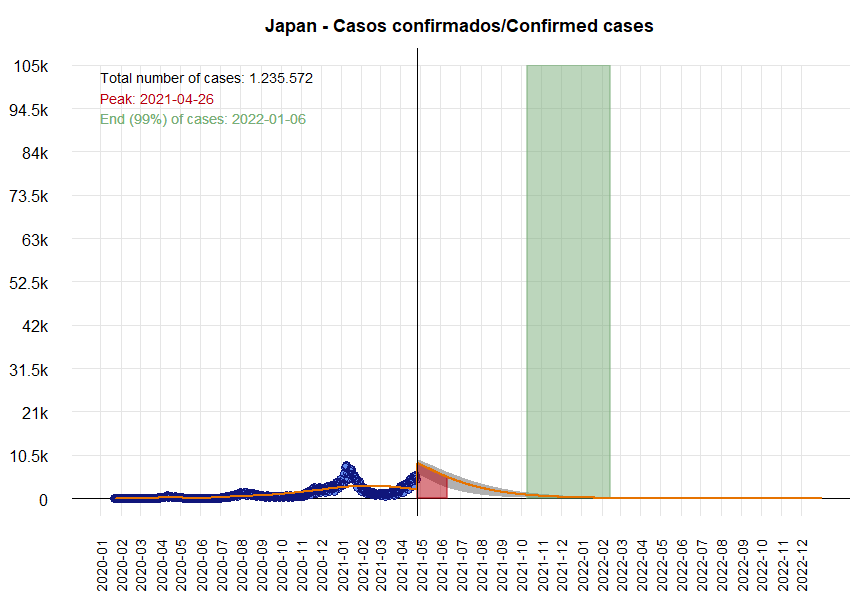 Japan - Casos confirmados/Confirmed cases
105k
94.5k
84k
73.5k
63k
52.5k
42k
31.5k
21k
10.5k
0
Total number of cases: 1.235.572
Peak: 2021-04-26
End (99%) of cases: 2022-01-06
2020-01
2020-02
2020-03
2020-04
2020-05
2020-06
2020-07
2020-08
2020-09
2020-10
2020-11
2020-12
2021-01
2021-02
2021-03
2021-04
2021-05
2021-06
2021-07
2021-08
2021-09
2021-10
2021-11
2021-12
2022-01
2022-02
2022-03
2022-04
2022-05
2022-06
2022-07
2022-08
2022-09
2022-10
2022-11
2022-12